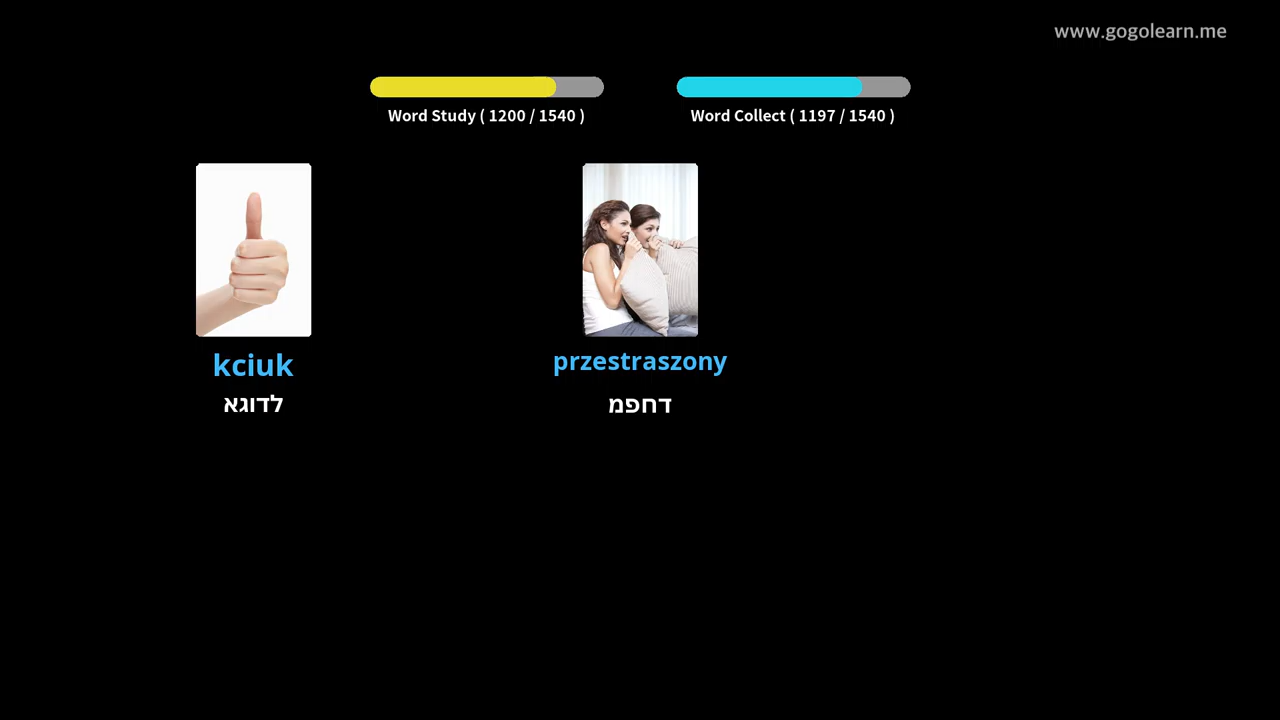 www.gogolearn.me
Word Study ( 1200 / 1540 )
Word Collect ( 1197 / 1540 )
kciuk
לדוגא
przestraszony
דחפמ